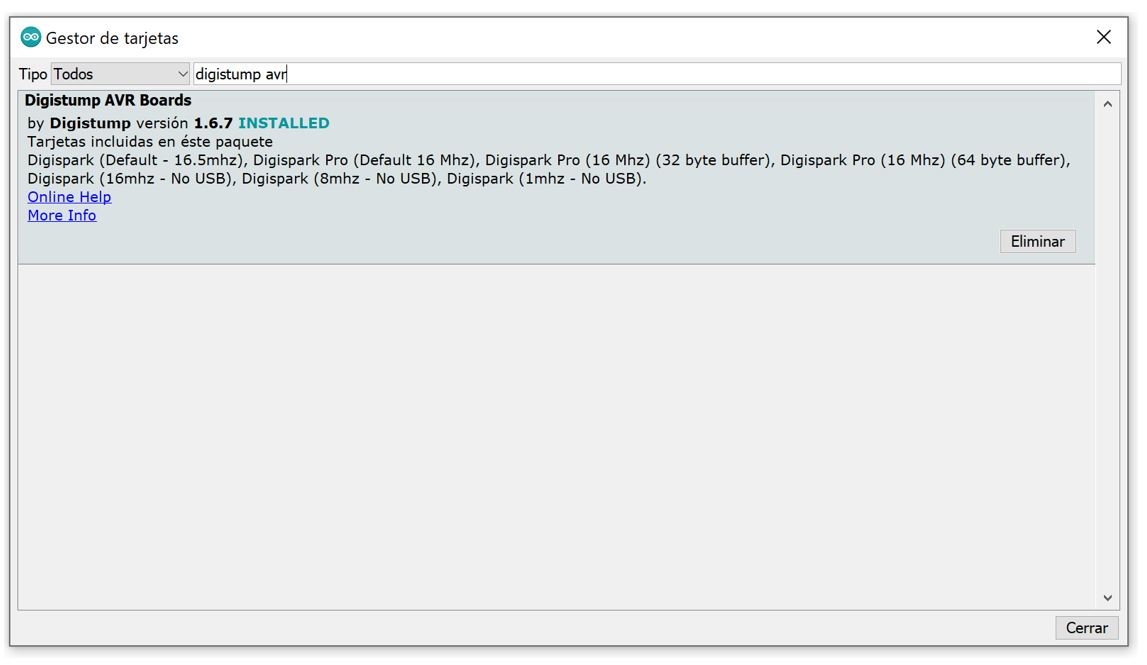 Gestor de tarjetas
Tipo Todos digistump avr
Digistump AVR Boards
by Digistump versión 1.6.7 INSTALLED
Tarjetas incluidas en éste paquete
Digispark (Default - 16.5mhz), Digispark Pro (Default 16 Mhz), Digispark Pro (16 Mhz) (32 byte buffer), Digispark Pro (16 Mhz) (64 byte buffer),
Digispark (16mhz - No USB), Digispark (8mhz - No USB), Digispark (1mhz - No USB).
Online Help
More Info
Eliminar
Cerrar